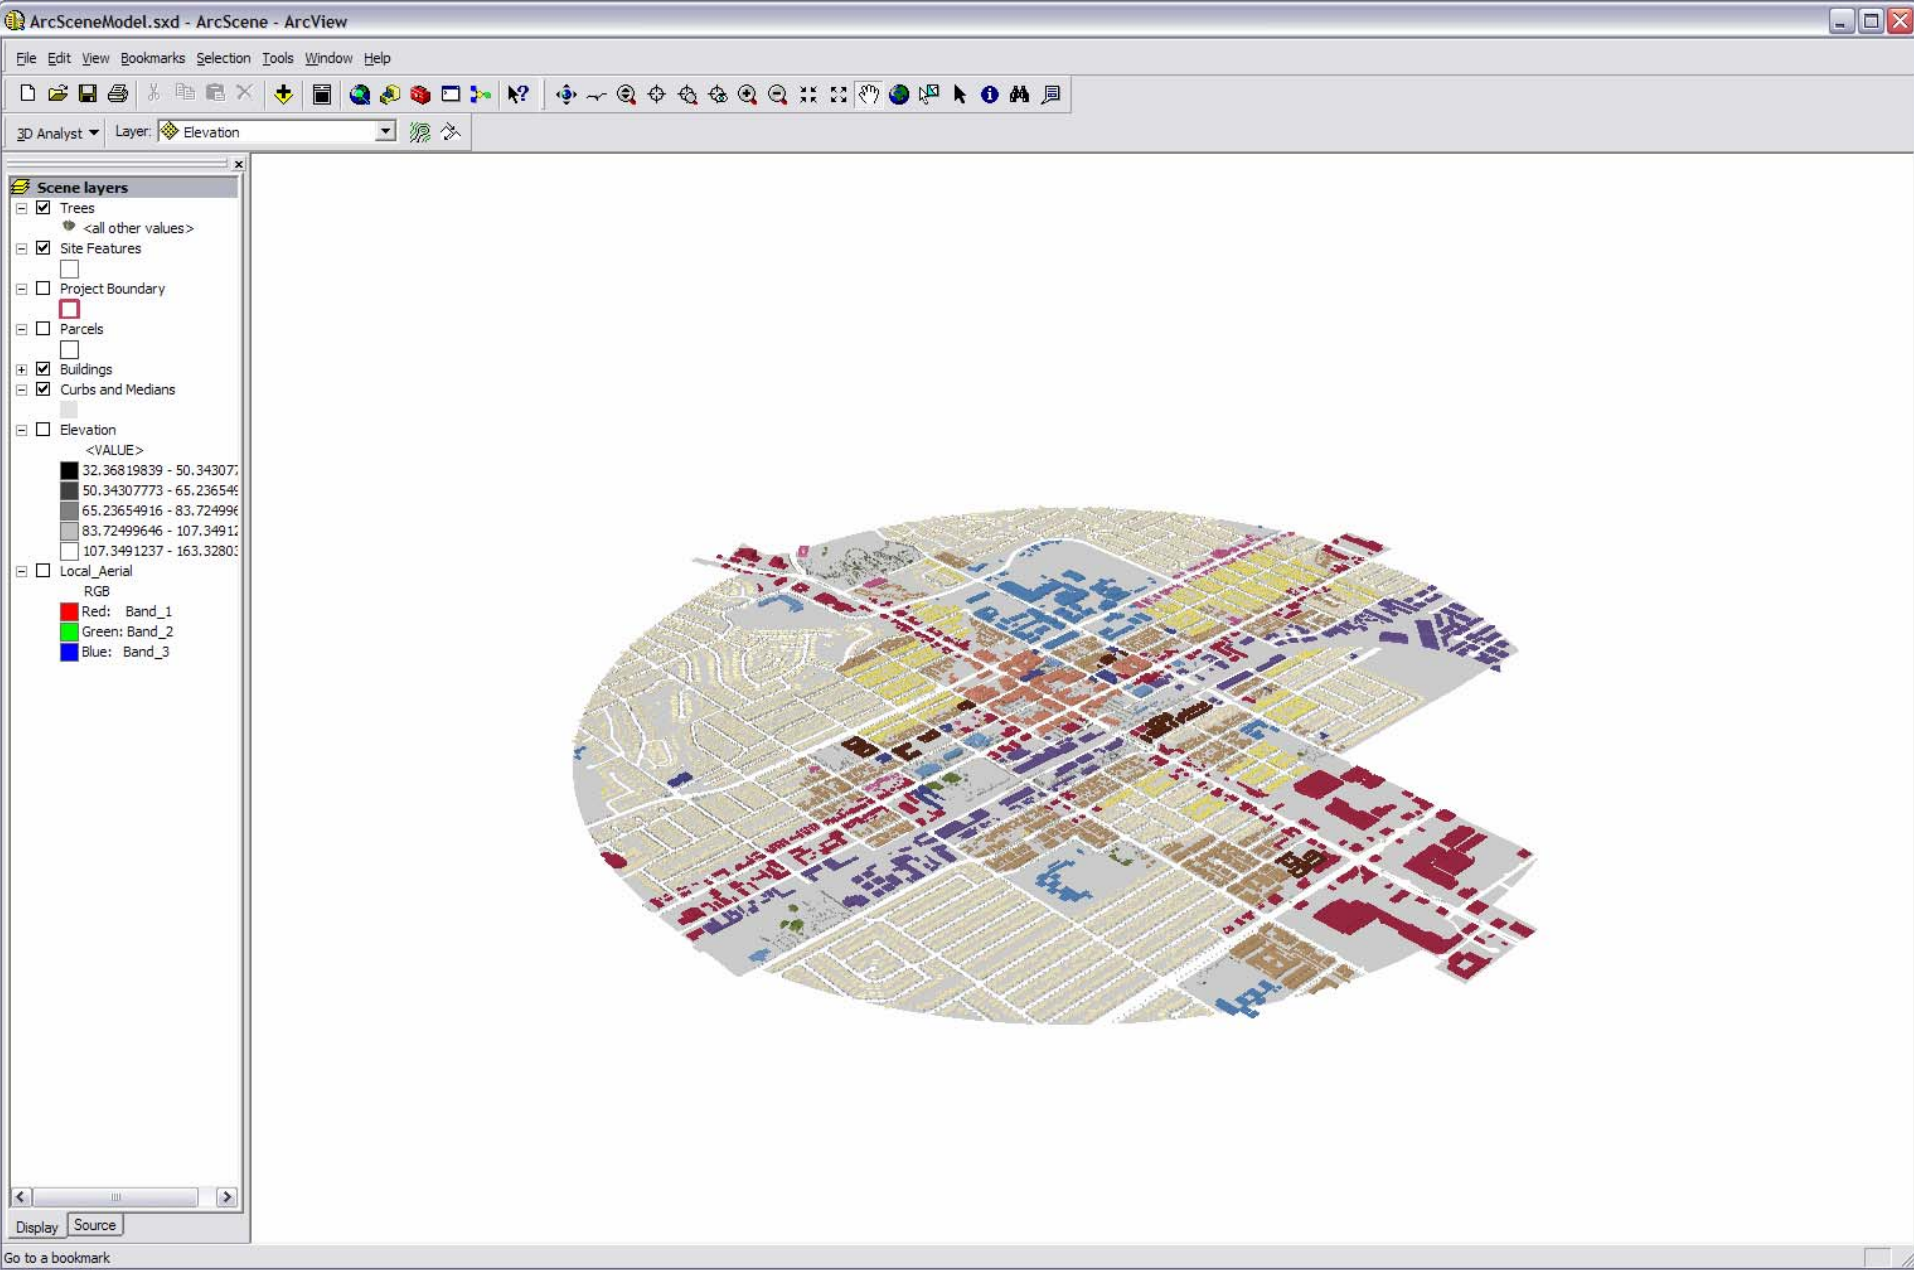 ArcSceneModel.sxd - ArcScene - ArcView
File Edit View Bookmarks Selection Tools Window Help
3D Analyst Layer: Elevation
Scene layers
Trees
<all other values>
Site Features
Project Boundary
Parcels
Buildings
Curbs and Medians
Elevation
<VALUE>
32.36819839 - 50.34307
50.34307773 - 65.23654
65.23654916 - 83.72499
83.72499646 - 107.3491
107.3491237 - 163.3280
Local_Aerial
RGB
Red: Band_1
Green: Band_2
Blue: Band_3
Display Source
Go to a bookmark